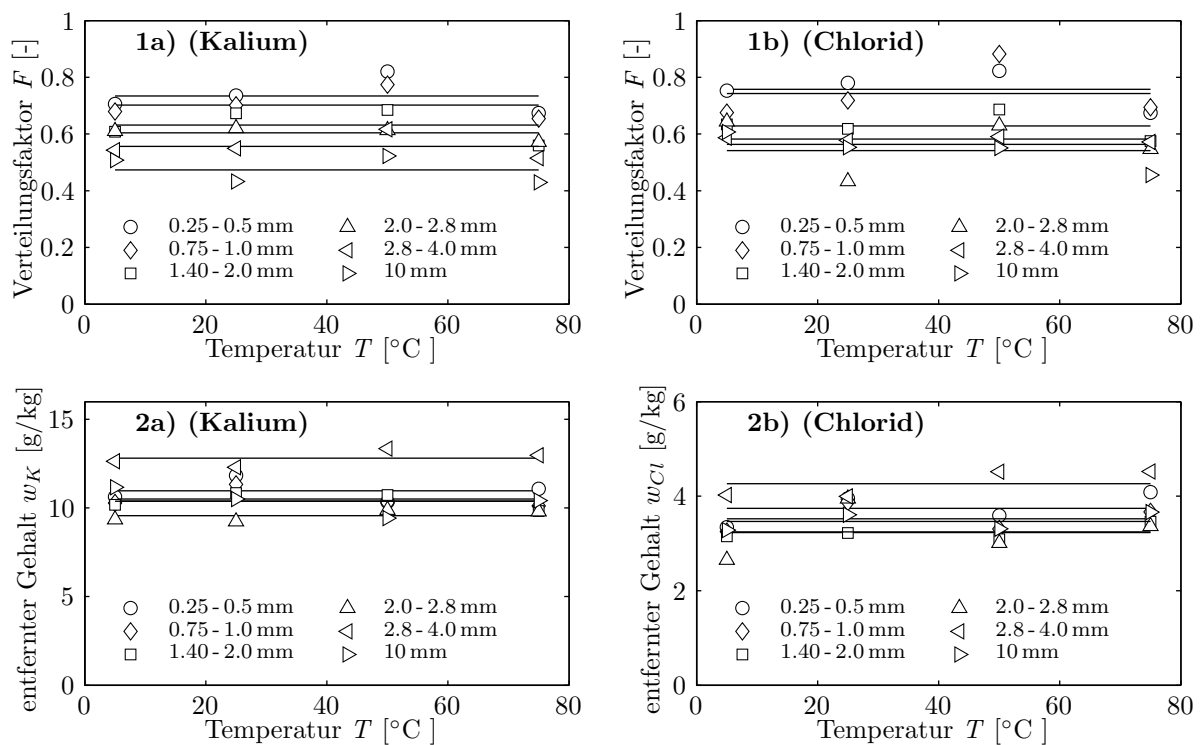 1a) (Kalium)
Verteilungsfaktor F [-]
1
0.8
0.6
0.4
0.2
0
0.25 - 0.5 mm
0.75 - 1.0 mm
1.40 - 2.0 mm
2.0 - 2.8 mm
2.8 - 4.0 mm
10 mm
0 20 40 60 80
Temperatur T [°C ]
1b) (Chlorid)
Verteilungsfaktor F [-]
1
0.8
0.6
0.4
0.2
0
0.25 - 0.5 mm
0.75 - 1.0 mm
1.40 - 2.0 mm
2.0 - 2.8 mm
2.8 - 4.0 mm
10 mm
0 20 40 60 80
Temperatur T [°C ]
2a) (Kalium)
entfernter Gehalt wK [g/kg]
15
10
5
0
0.25 - 0.5 mm
0.75 - 1.0 mm
1.40 - 2.0 mm
2.0 - 2.8 mm
2.8 - 4.0 mm
10 mm
0 20 40 60 80
Temperatur T [°C ]
2b) (Chlorid)
entfernter Gehalt wCl [g/kg]
6
4
2
0
0.25 - 0.5 mm
0.75 - 1.0 mm
1.40 - 2.0 mm
2.0 - 2.8 mm
2.8 - 4.0 mm
10 mm
0 20 40 60 80
Temperatur T [°C ]